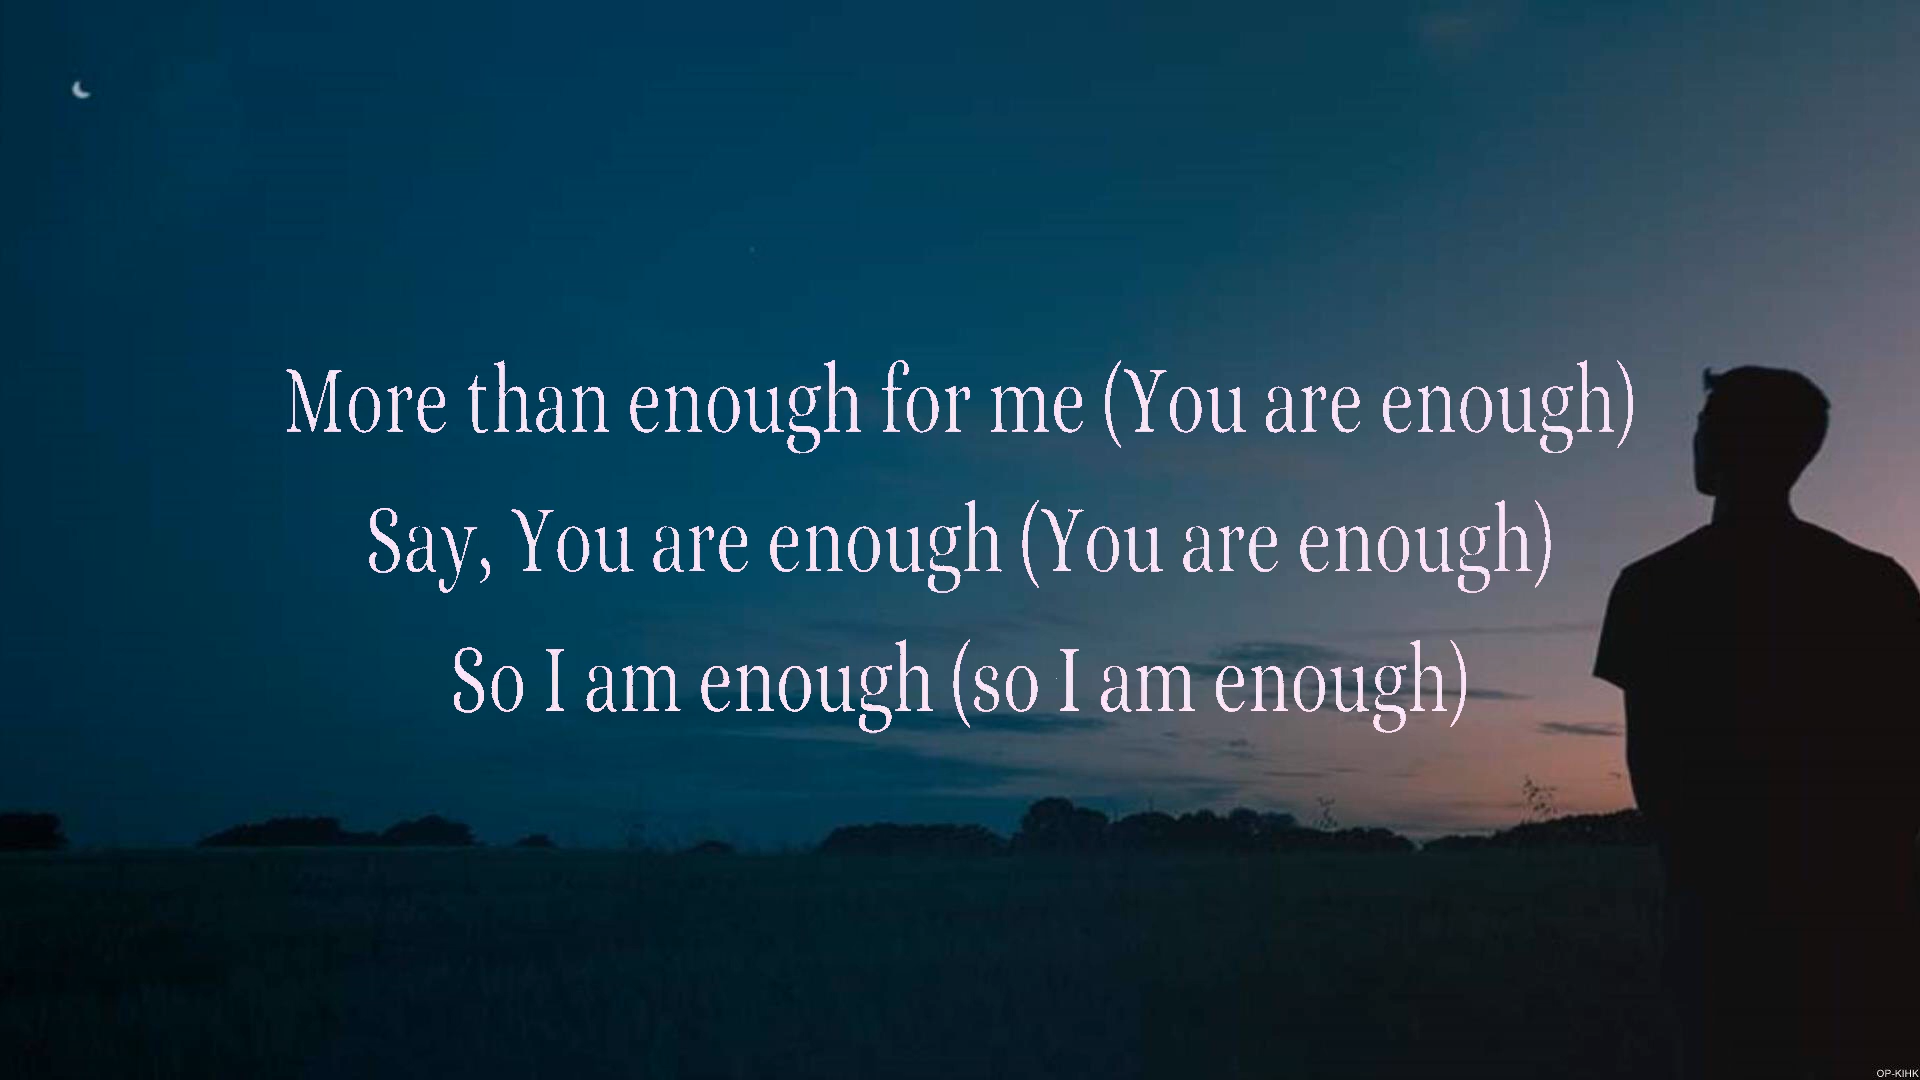 More than enough for me (You are enough)
Say, You are enough (You are enough)
So I am enough (so I am enough)
OP-KIHK